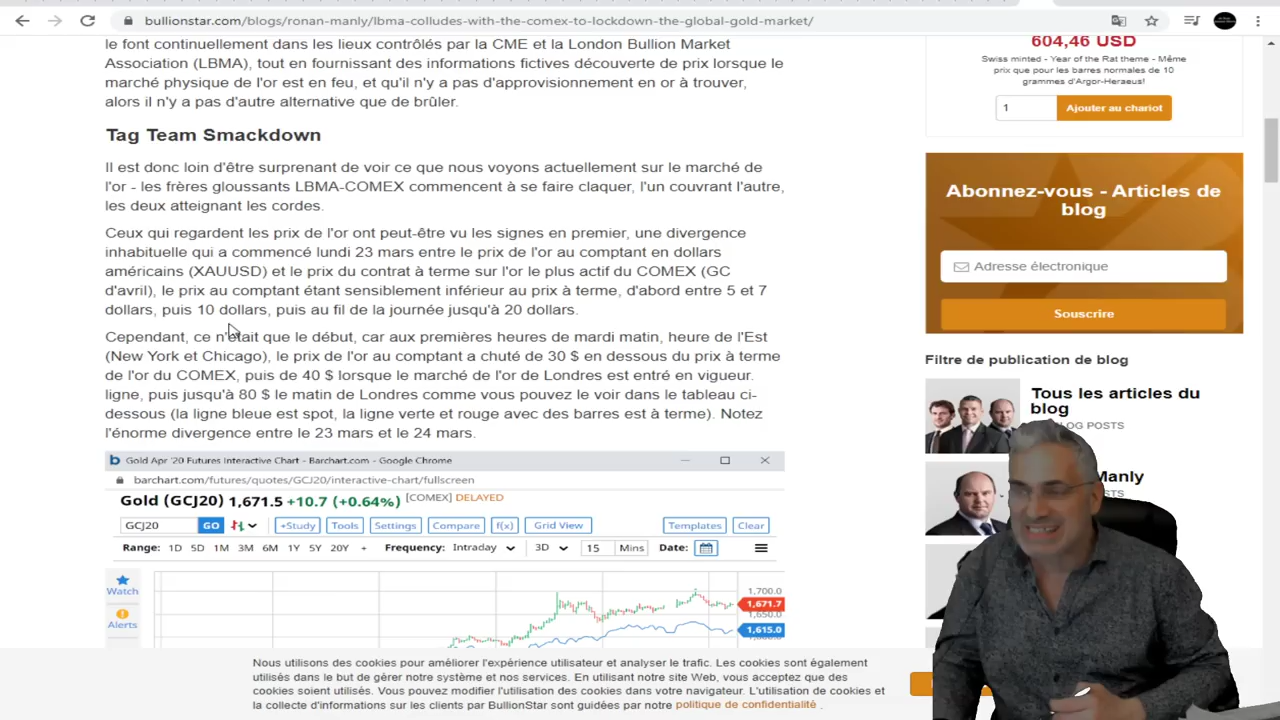 bullionstar.com/blogs/ronan-manly/lbma-colludes-with-the-comex-to-lockdown-the-global-gold-market/
le font continuellement dans les lieux contrôlés par la CME et la London Bullion Market
Association (LBMA), tout en fournissant des informations fictives découverte de prix lorsque le
marché physique de l'or est en
pas d'approvisionnement en or à trouver,
alors il n'y a pas d'autre alternative que de brûler.
Tag Team Smackdown
Il est donc loin d'être surprenant de voir ce que nous voyons actuellement sur le marché de
l'or - les frères gloussants LBMA-COMEX commencent à se faire claquer, l'un couvrant l'autre,
les deux atteignant les cordes.
Ceux qui regardent les prix de l'or ont peut-être vu les signes en premier, une divergence
inhabituelle qui a commencé lundi 23 mars entre le prix de l'or au comptant en dollars
américains (XAUUSD) et le prix du contrat à terme sur l'or le plus actif du COMEX (GC
d'avril), le prix au comptant étant sensiblement inférieur au prix à terme, d'abord entre 5 et 7
dollars, puis 10 dollars, puis au fil de la journée jusqu'à 20 dollars.
Cependant, ce n'était que le début, car aux premières heures de mardi matin, heure de l'Est
(New York et Chicago), le prix de l'or au comptant a chuté de 30 $ en dessous du prix à terme
de l'or du COMEX, puis de 40 $ lorsque le marché de l'or de Londres est entré en vigueur.
ligne, puis jusqu'à 80 $ le matin de Londres comme vous pouvez le voir dans le tableau ci-
dessous (la ligne bleue est spot, la ligne verte et rouge avec des barres est à terme). Notez
l'énorme divergence entre le 23 mars et le 24 mars.
Gold Apr '20 Futures Interactive Chart - Barchart.com - Google Chrome
barchart.com/futures/quotes/GCJ20/interactive-chart/fullscreen
Gold (GCJ20) 1,671.5 +10.7 (+0.64%) [COMEX] DELAYED
GCJ20 GO +Study Tools Settings Compare f(x) Grid View Templates Clear
Range: 1D 5D 1M 3M 6M 1Y 5Y 20Y + Frequency: Intraday 3D 15 Mins Date:
Watch
Alerts
1,700.0
1,671.7
1,650.0
1,615.0
604,46 USD
Swiss minted - Year of the Rat theme - Même
prix que pour les barres normales de 10
grammes d'Argor-Heraeus!
1 Ajouter au chariot
Abonnez-vous - Articles de
blog
Adresse électronique
Souscrire
Filtre de publication de blog
Tous les articles du
blog
LOG POSTS
Manly
Nous utilisons des cookies pour améliorer l'expérience utilisateur et analyser le trafic. Les cookies sont également
utilisés dans le but de gérer notre système et nos services. En utilisant notre site Web, vous acceptez que des
cookies soient utilisés. Vous pouvez modifier l'utilisation des cookies dans votre navigateur. L'utilisation de cookies et
la collecte d'informations sur les clients par BullionStar sont guidées par notre politique de confidentialité .